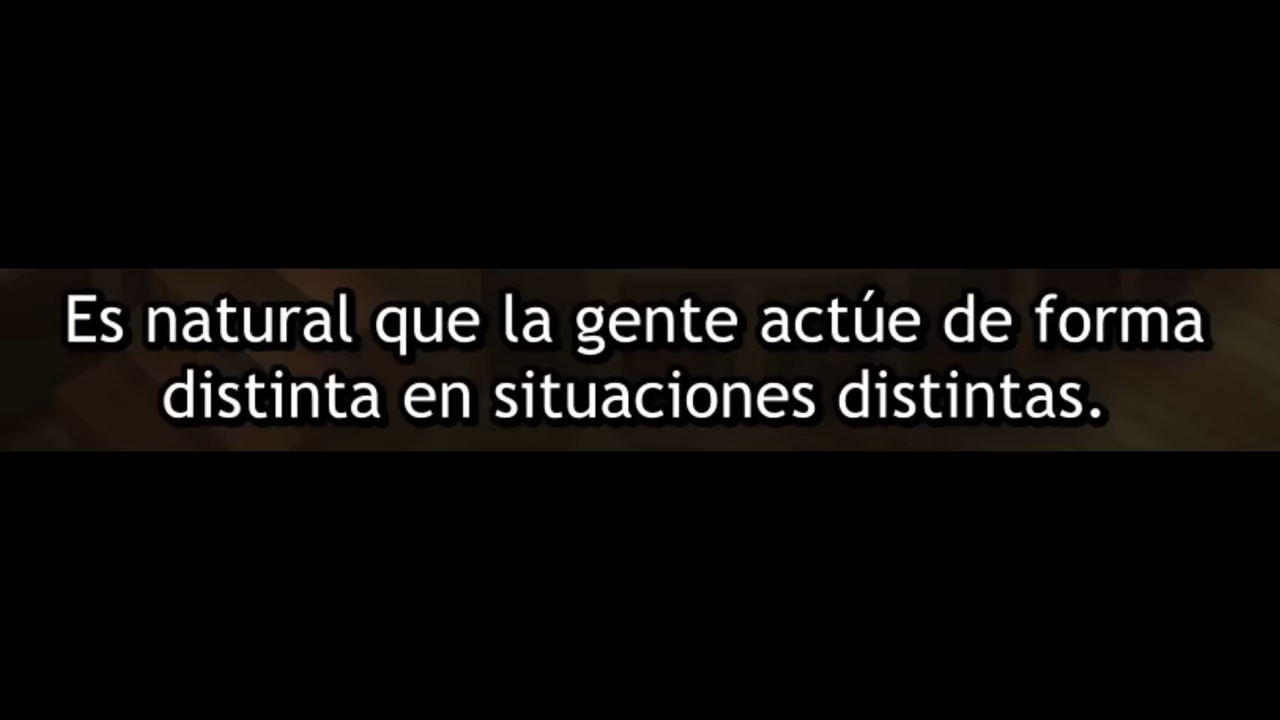 Es natural que la gente actúe de forma
distinta en situaciones distintas.